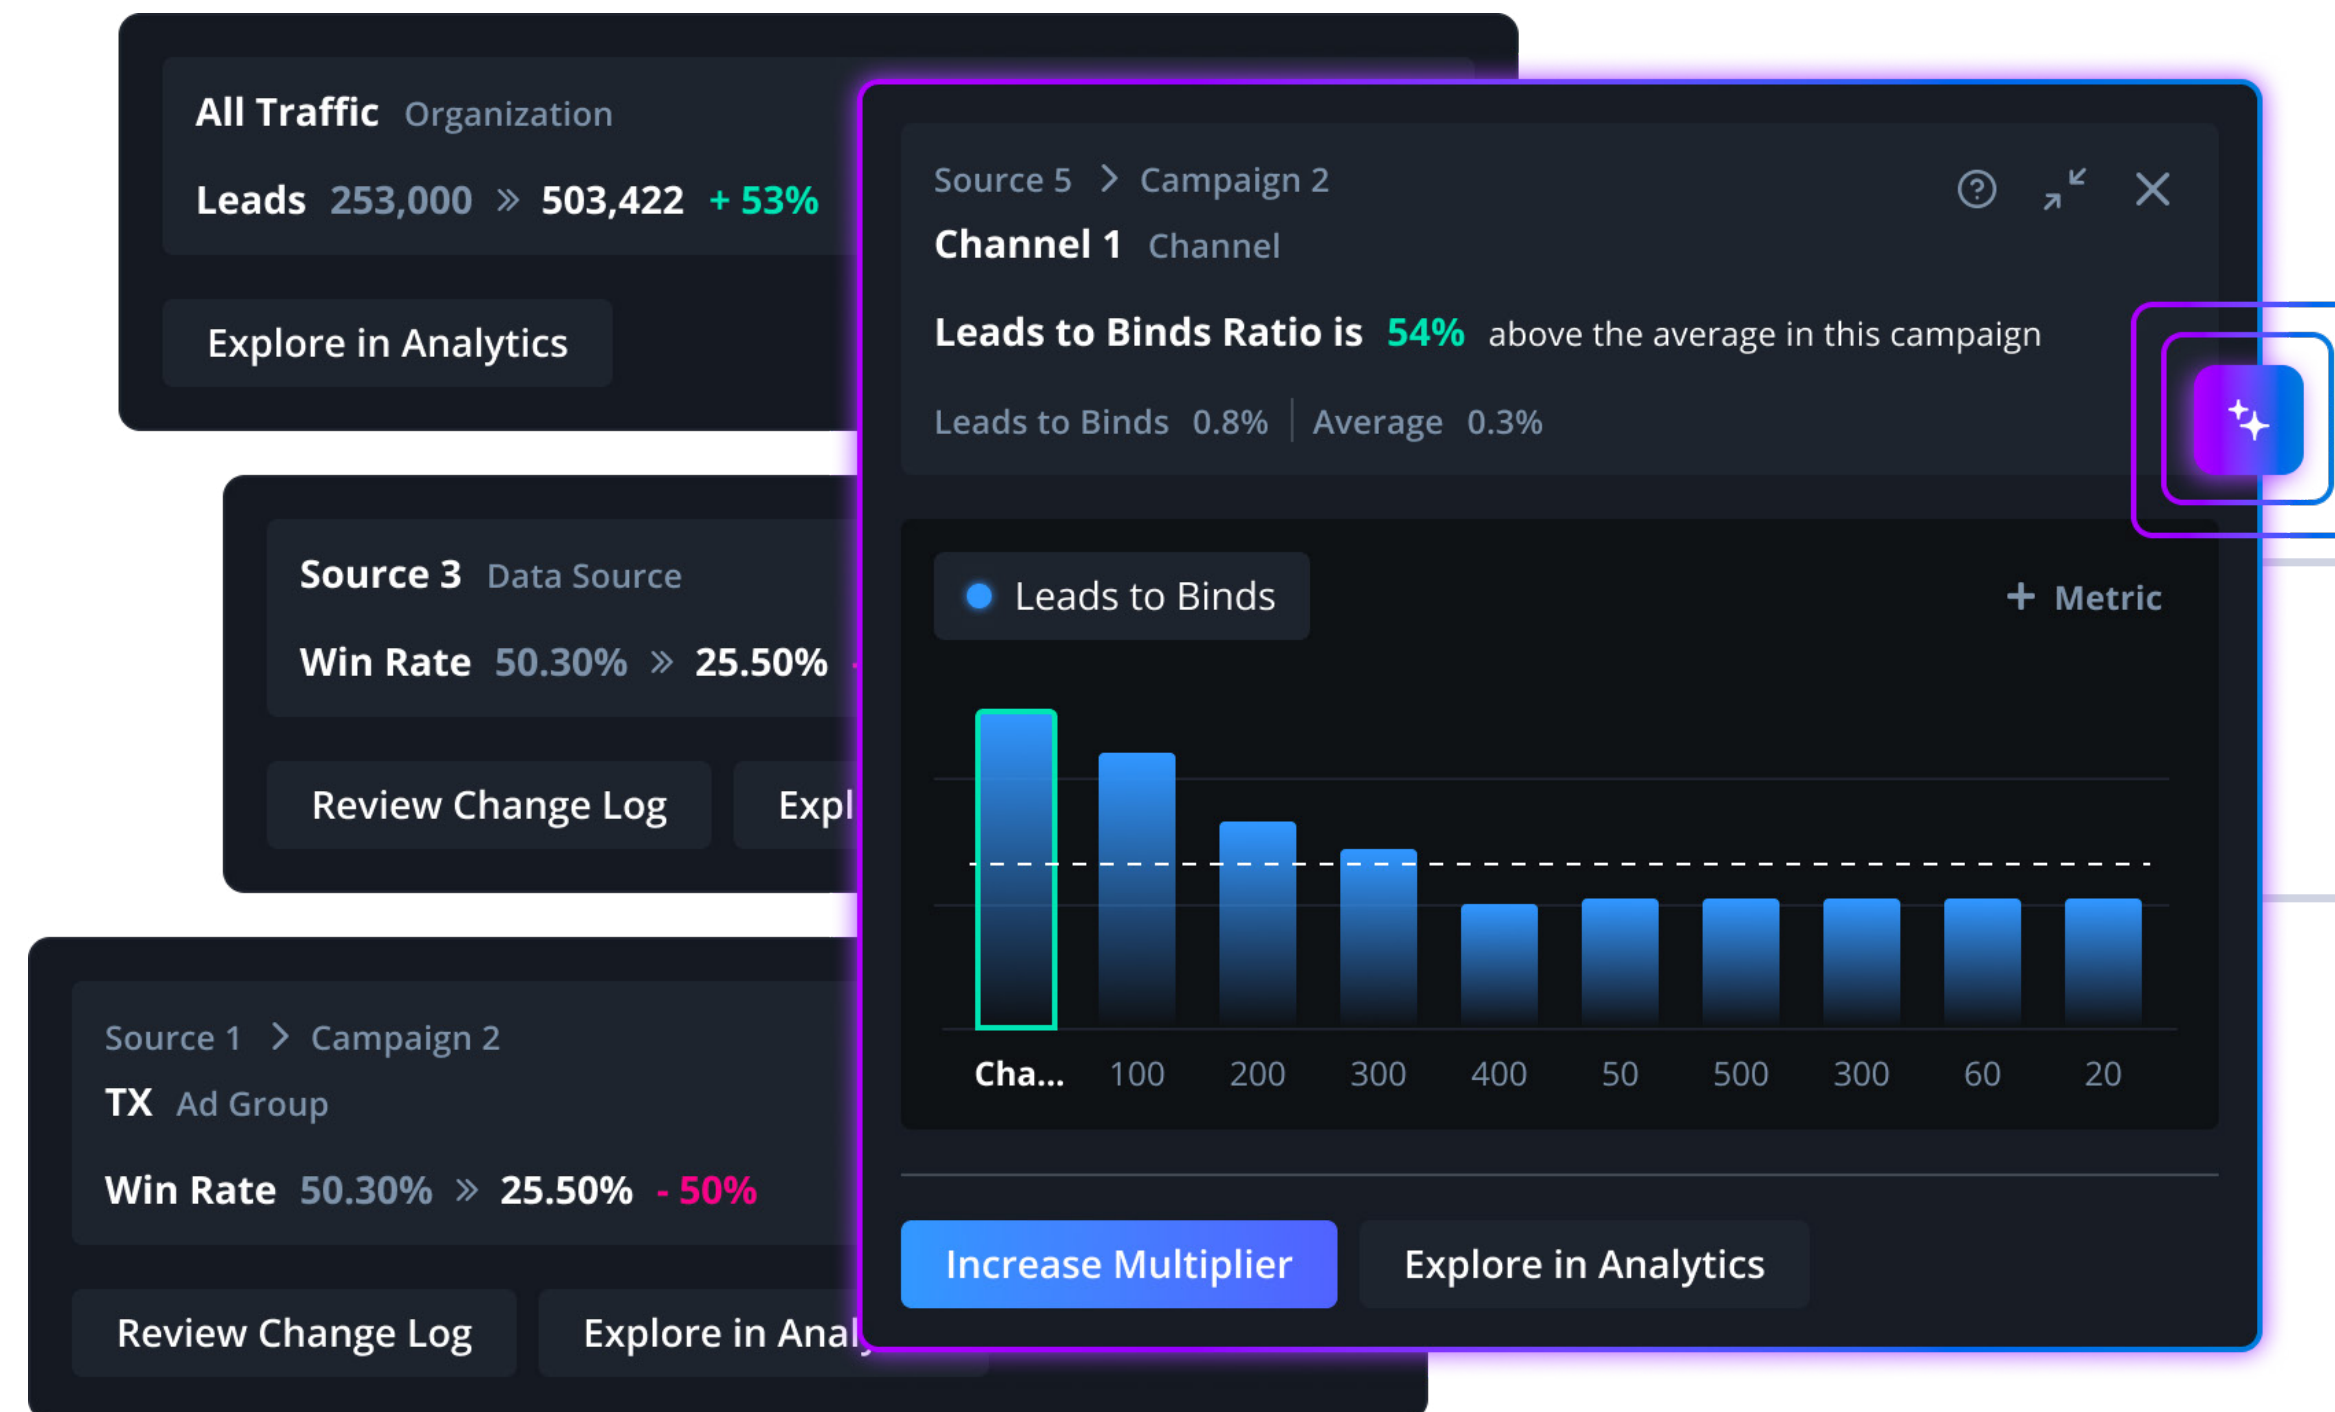 All Traffic Organization
Leads 253,000 » 503,422 + 53%
Explore in Analytics
Source 3 Data Source
Win Rate 50.30% » 25.50% -
Review Change Log Expl
Source 1 > Campaign 2
TX Ad Group
Win Rate 50.30% » 25.50% - 50%
Review Change Log Explore in Anal
Source 5 > Campaign 2
Channel 1 Channel
Leads to Binds Ratio is 54% above the average in this campaign
Leads to Binds 0.8% | Average 0.3%
Leads to Binds + Metric
Cha... 100 200 300 400 50 500 300 60 20
Increase Multiplier Explore in Analytics